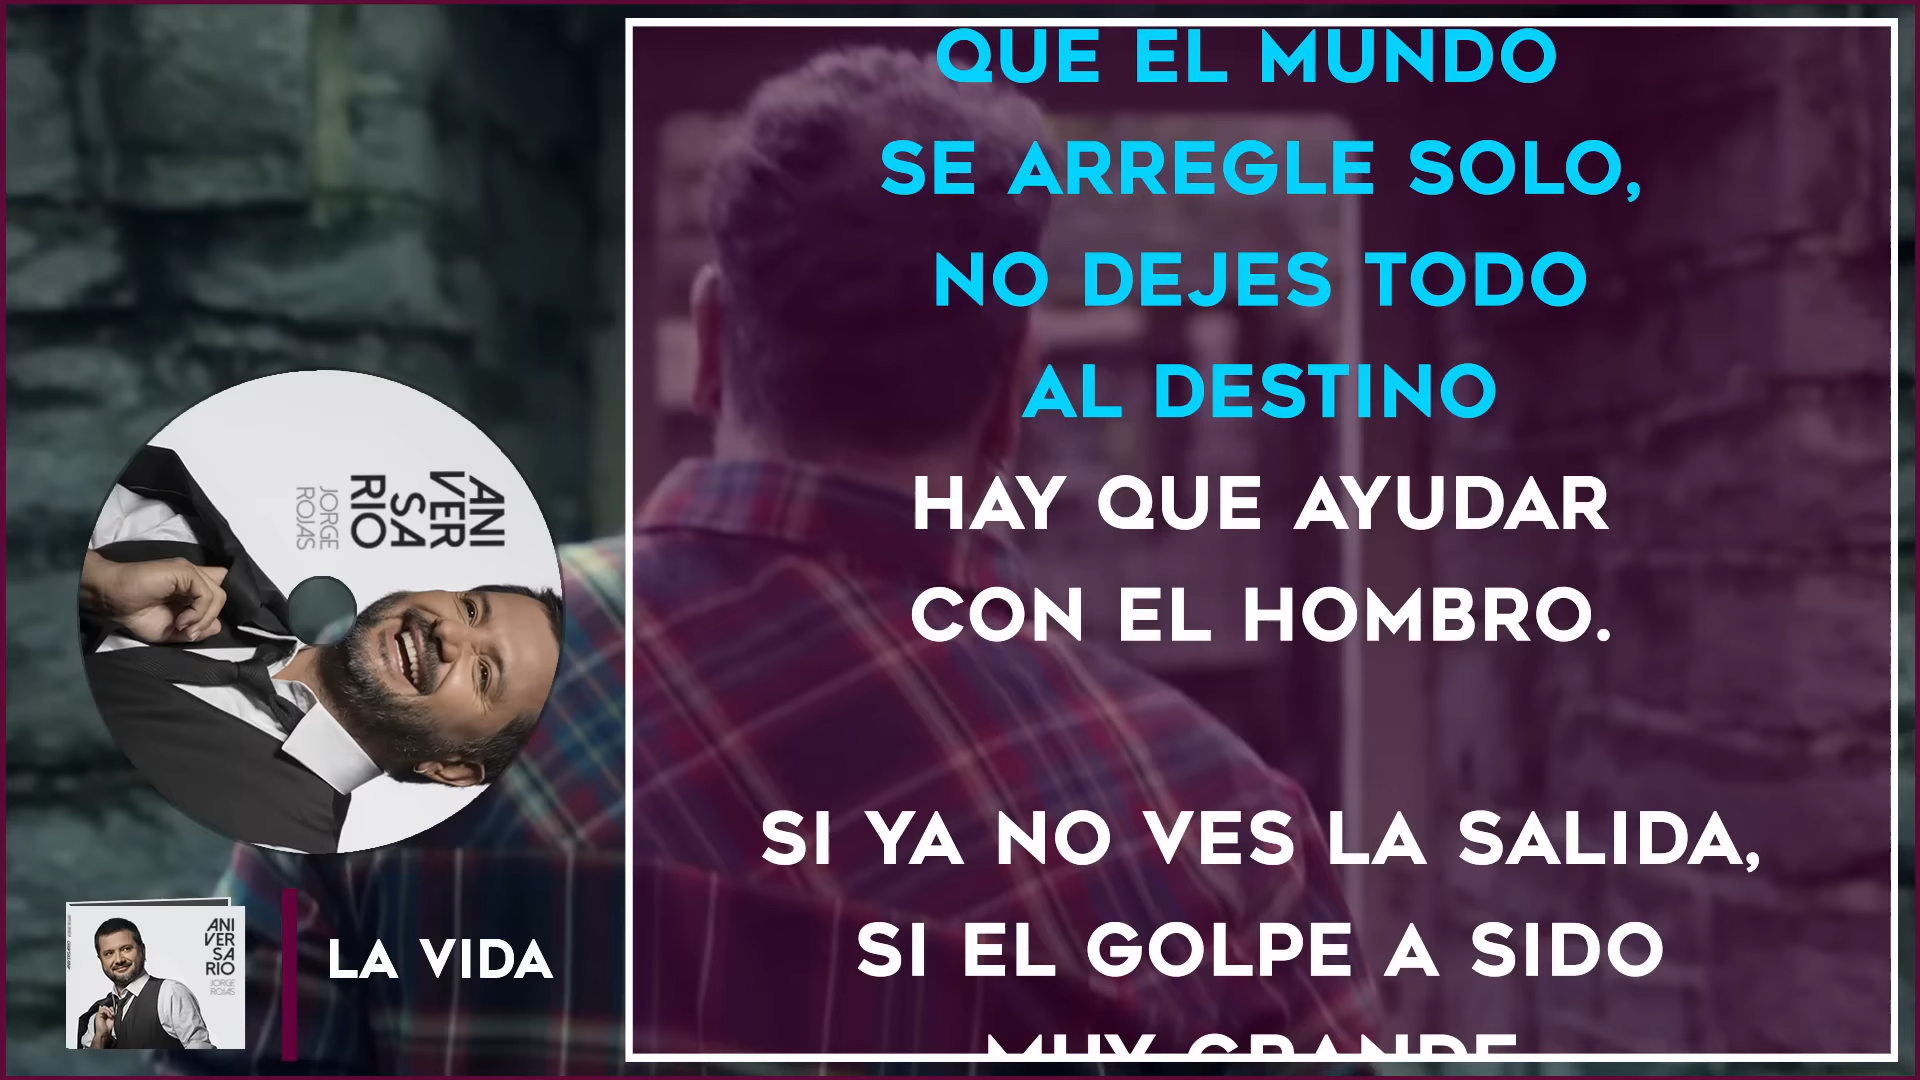 QUE EL MUNDO
SE ARREGLE SOLO,
NO DEJES TODO
AL DESTINO
HAY QUE AYUDAR
CON EL HOMBRO.
SI YA NO VES LA SALIDA,
SI EL GOLPE A SIDO
MUY GRANDE
ANI
VER
SA
RIO
JORGE
ROJAS
ANI
VER
SA
RIO
JORGE
ROJAS
LA VIDA